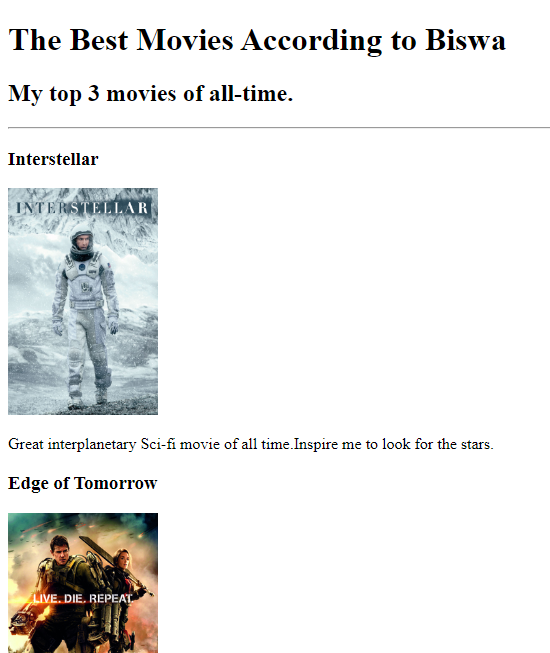 The Best Movies According to Biswa
My top 3 movies of all-time.
Interstellar
INTERSTELLAR
Great interplanetary Sci-fi movie of all time.Inspire me to look for the stars.
Edge of Tomorrow
LIVE. DIE. REPEAT.